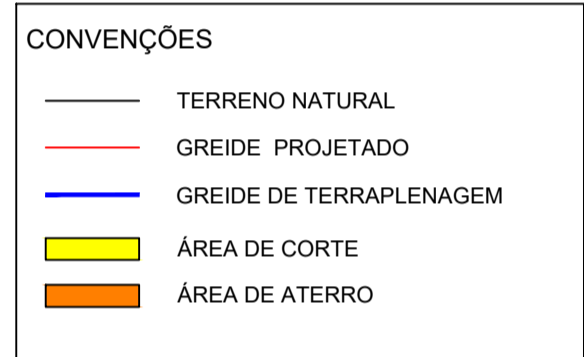 CONVENÇÕES
TERRENO NATURAL
GREIDE PROJETADO
GREIDE DE TERRAPLENAGEM
ÁREA DE CORTE
ÁREA DE ATERRO